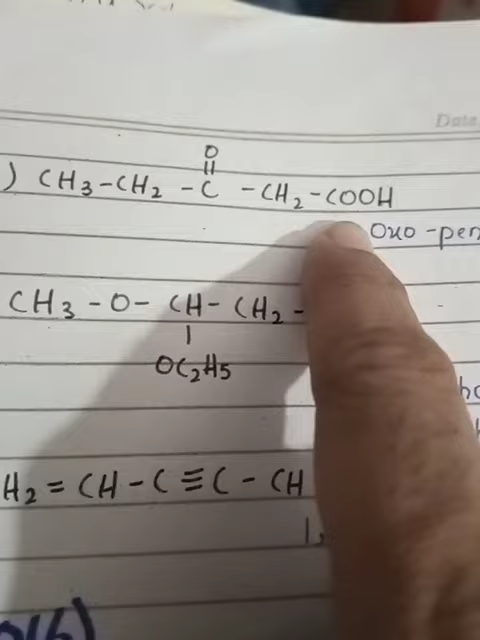 Date
O
||
) CH3-CH2 -C -CH2-COOH
Oxo-pen
CH3 -O- CH- CH2-
|
OC2H5
H2 = CH - C ≡ C - CH